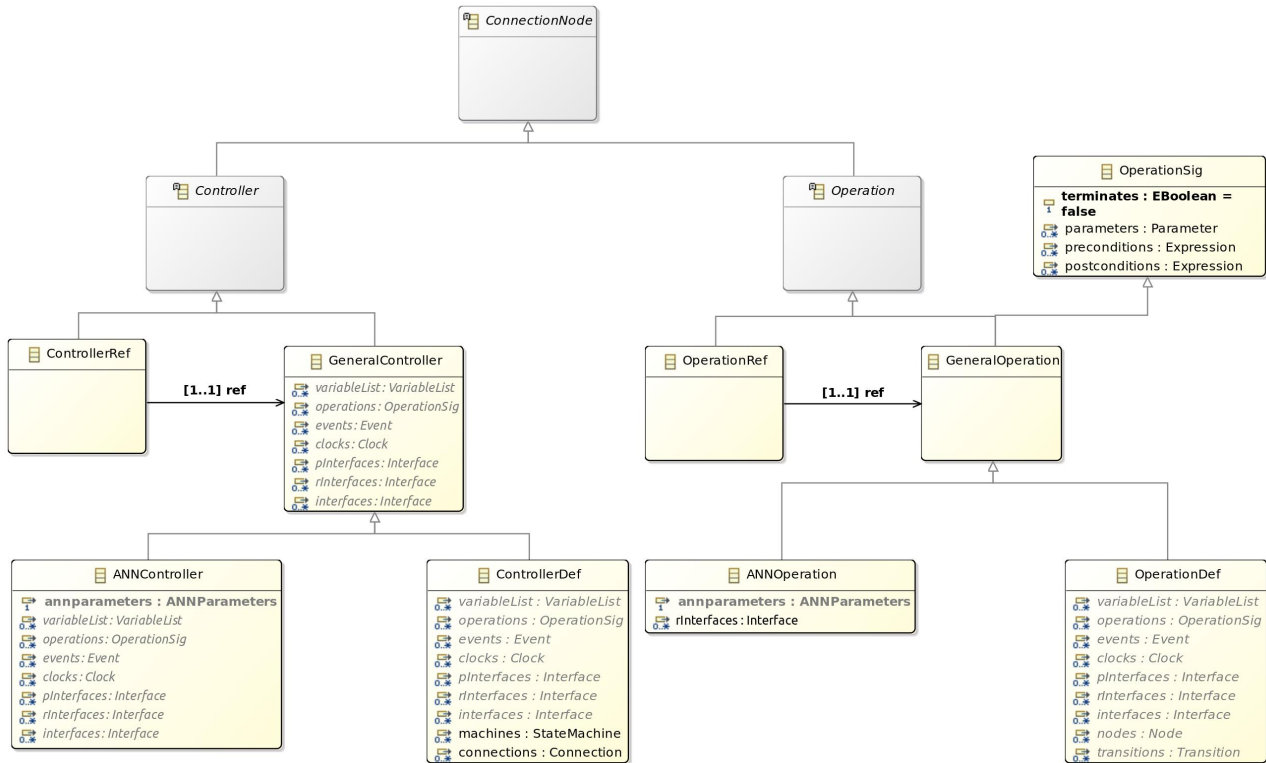 ConnectionNode
Controller
Operation
OperationSig
terminates : EBoolean =
false
parameters : Parameter
preconditions : Expression
postconditions : Expression
ControllerRef
[1..1] ref
GeneralController
variableList: VariableList
operations: OperationSig
events: Event
clocks: Clock
pInterfaces: Interface
rInterfaces: Interface
interfaces: Interface
OperationRef
[1..1] ref
GeneralOperation
ANNController
annparameters : ANNParameters
variableList: VariableList
operations: OperationSig
events: Event
clocks: Clock
pInterfaces: Interface
rInterfaces: Interface
interfaces: Interface
ControllerDef
variableList : VariableList
operations : OperationSig
events : Event
clocks : Clock
pInterfaces : Interface
rInterfaces : Interface
interfaces : Interface
machines : StateMachine
connections : Connection
ANNOperation
annparameters : ANNParameters
rInterfaces: Interface
OperationDef
variableList : VariableList
operations : OperationSig
events : Event
clocks : Clock
pInterfaces : Interface
rInterfaces : Interface
interfaces : Interface
nodes : Node
transitions : Transition